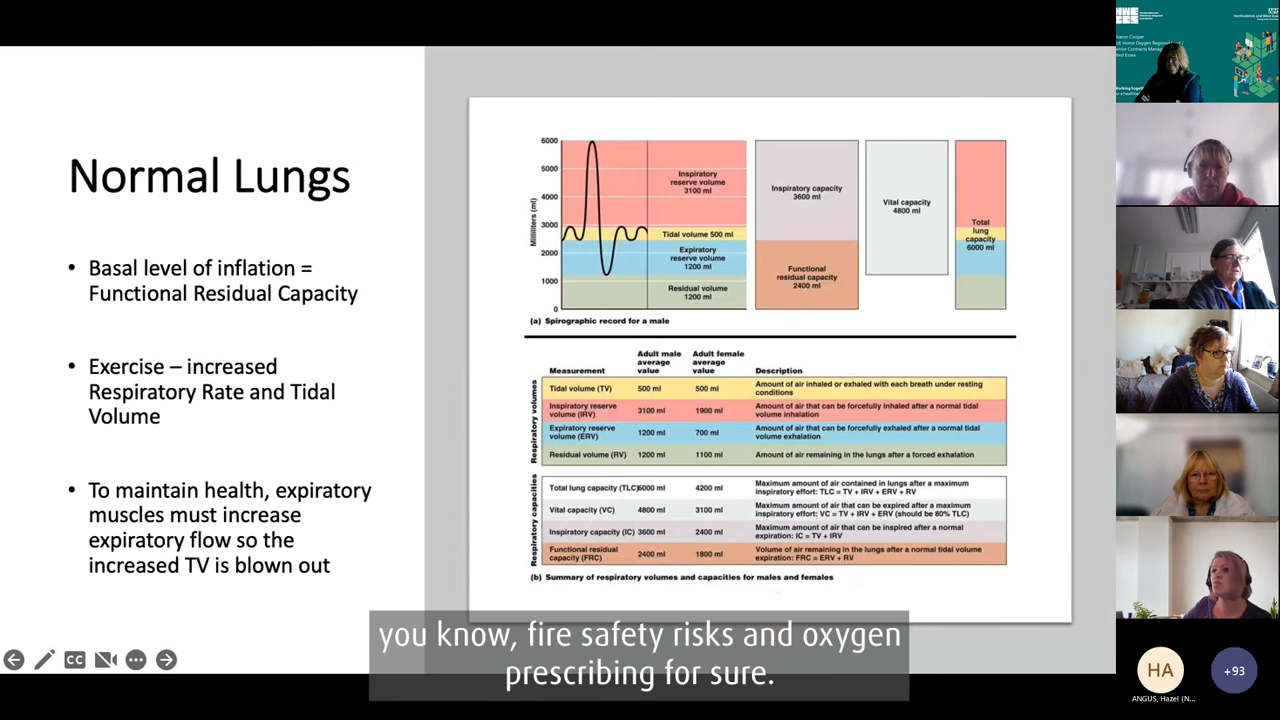 Normal Lungs
• Basal level of inflation =
Functional Residual Capacity
• Exercise – increased
Respiratory Rate and Tidal
Volume
• To maintain health, expiratory
muscles must increase
expiratory flow so the
increased TV is blown out
Milliliters (ml)
6000
5000
4000
3000
2000
1000
0
Inspiratory
reserve volume
3100 ml
Tidal volume 500 ml
Expiratory
reserve volume
1200 ml
Residual volume
1200 ml
Inspiratory capacity
3600 ml
Functional
residual capacity
2400 ml
Vital capacity
4800 ml
Total
lung
capacity
6000 ml
(a) Spirographic record for a male
Measurement
Adult male
average
value
Adult female
average
value
Description
Respiratory volumes
Tidal volume (TV) 500 ml 500 ml Amount of air inhaled or exhaled with each breath under resting
conditions
Inspiratory reserve
volume (IRV) 3100 ml 1900 ml Amount of air that can be forcefully inhaled after a normal tidal
volume inhalation
Expiratory reserve
volume (ERV) 1200 ml 700 ml Amount of air that can be forcefully exhaled after a normal tidal
volume exhalation
Residual volume (RV) 1200 ml 1100 ml Amount of air remaining in the lungs after a forced exhalation
Respiratory capacities
Total lung capacity (TLC) 6000 ml 4200 ml Maximum amount of air contained in lungs after a maximum
inspiratory effort: TLC = TV + IRV + ERV + RV
Vital capacity (VC) 4800 ml 3100 ml Maximum amount of air that can be expired after a maximum
inspiratory effort: VC = TV + IRV + ERV (should be 80% TLC)
Inspiratory capacity (IC) 3600 ml 2400 ml Maximum amount of air that can be inspired after a normal
expiration: IC = TV + IRV
Functional residual
capacity (FRC) 2400 ml 1800 ml Volume of air remaining in the lungs after a normal tidal volume
expiration: FRC = ERV + RV
(b) Summary of respiratory volumes and capacities for males and females
you know, fire safety risks and oxygen
prescribing for sure.
CC
Cooper
Home Oxygen Regional
Contracts
Essex
HA
+93
ANGUS, Hazel (N...